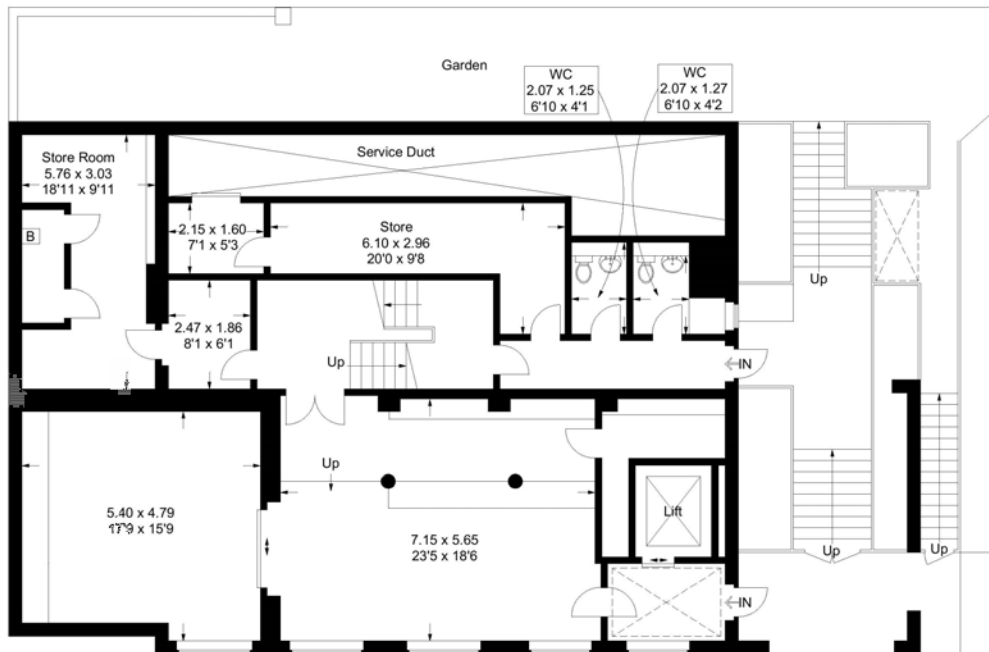 Garden
WC
2.07 x 1.25
6'10 x 4'1
WC
2.07 x 1.27
6'10 x 4'2
Store Room
5.76 x 3.03
18'11 x 9'11
Service Duct
B
2.15 x 1.60
7'1 x 5'3
Store
6.10 x 2.96
20'0 x 9'8
Up
2.47 x 1.86
8'1 x 6'1
Up
IN
Up
5.40 x 4.79
17'9 x 15'9
7.15 x 5.65
23'5 x 18'6
Lift
Up
Up
IN